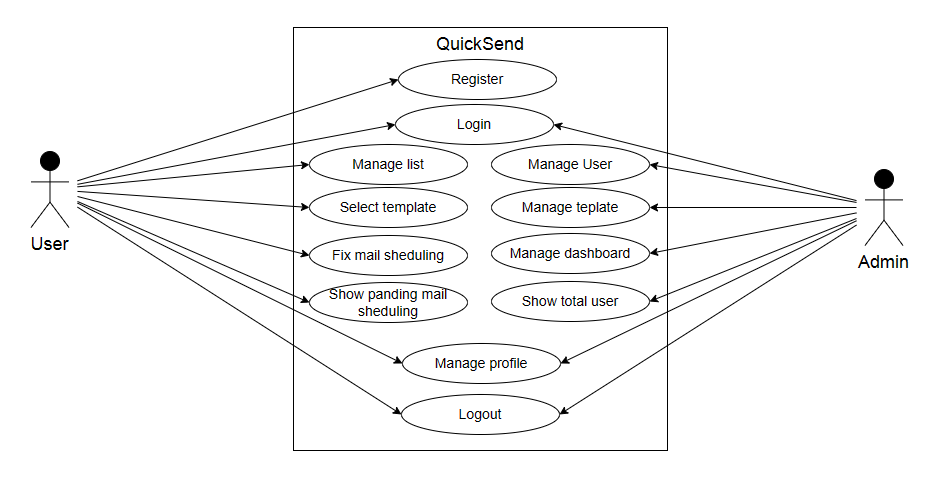 QuickSend
Register
Login
Manage list
Manage User
Select template
Manage teplate
Fix mail sheduling
Manage dashboard
Show panding mail
sheduling
Show total user
Manage profile
Logout
User
Admin